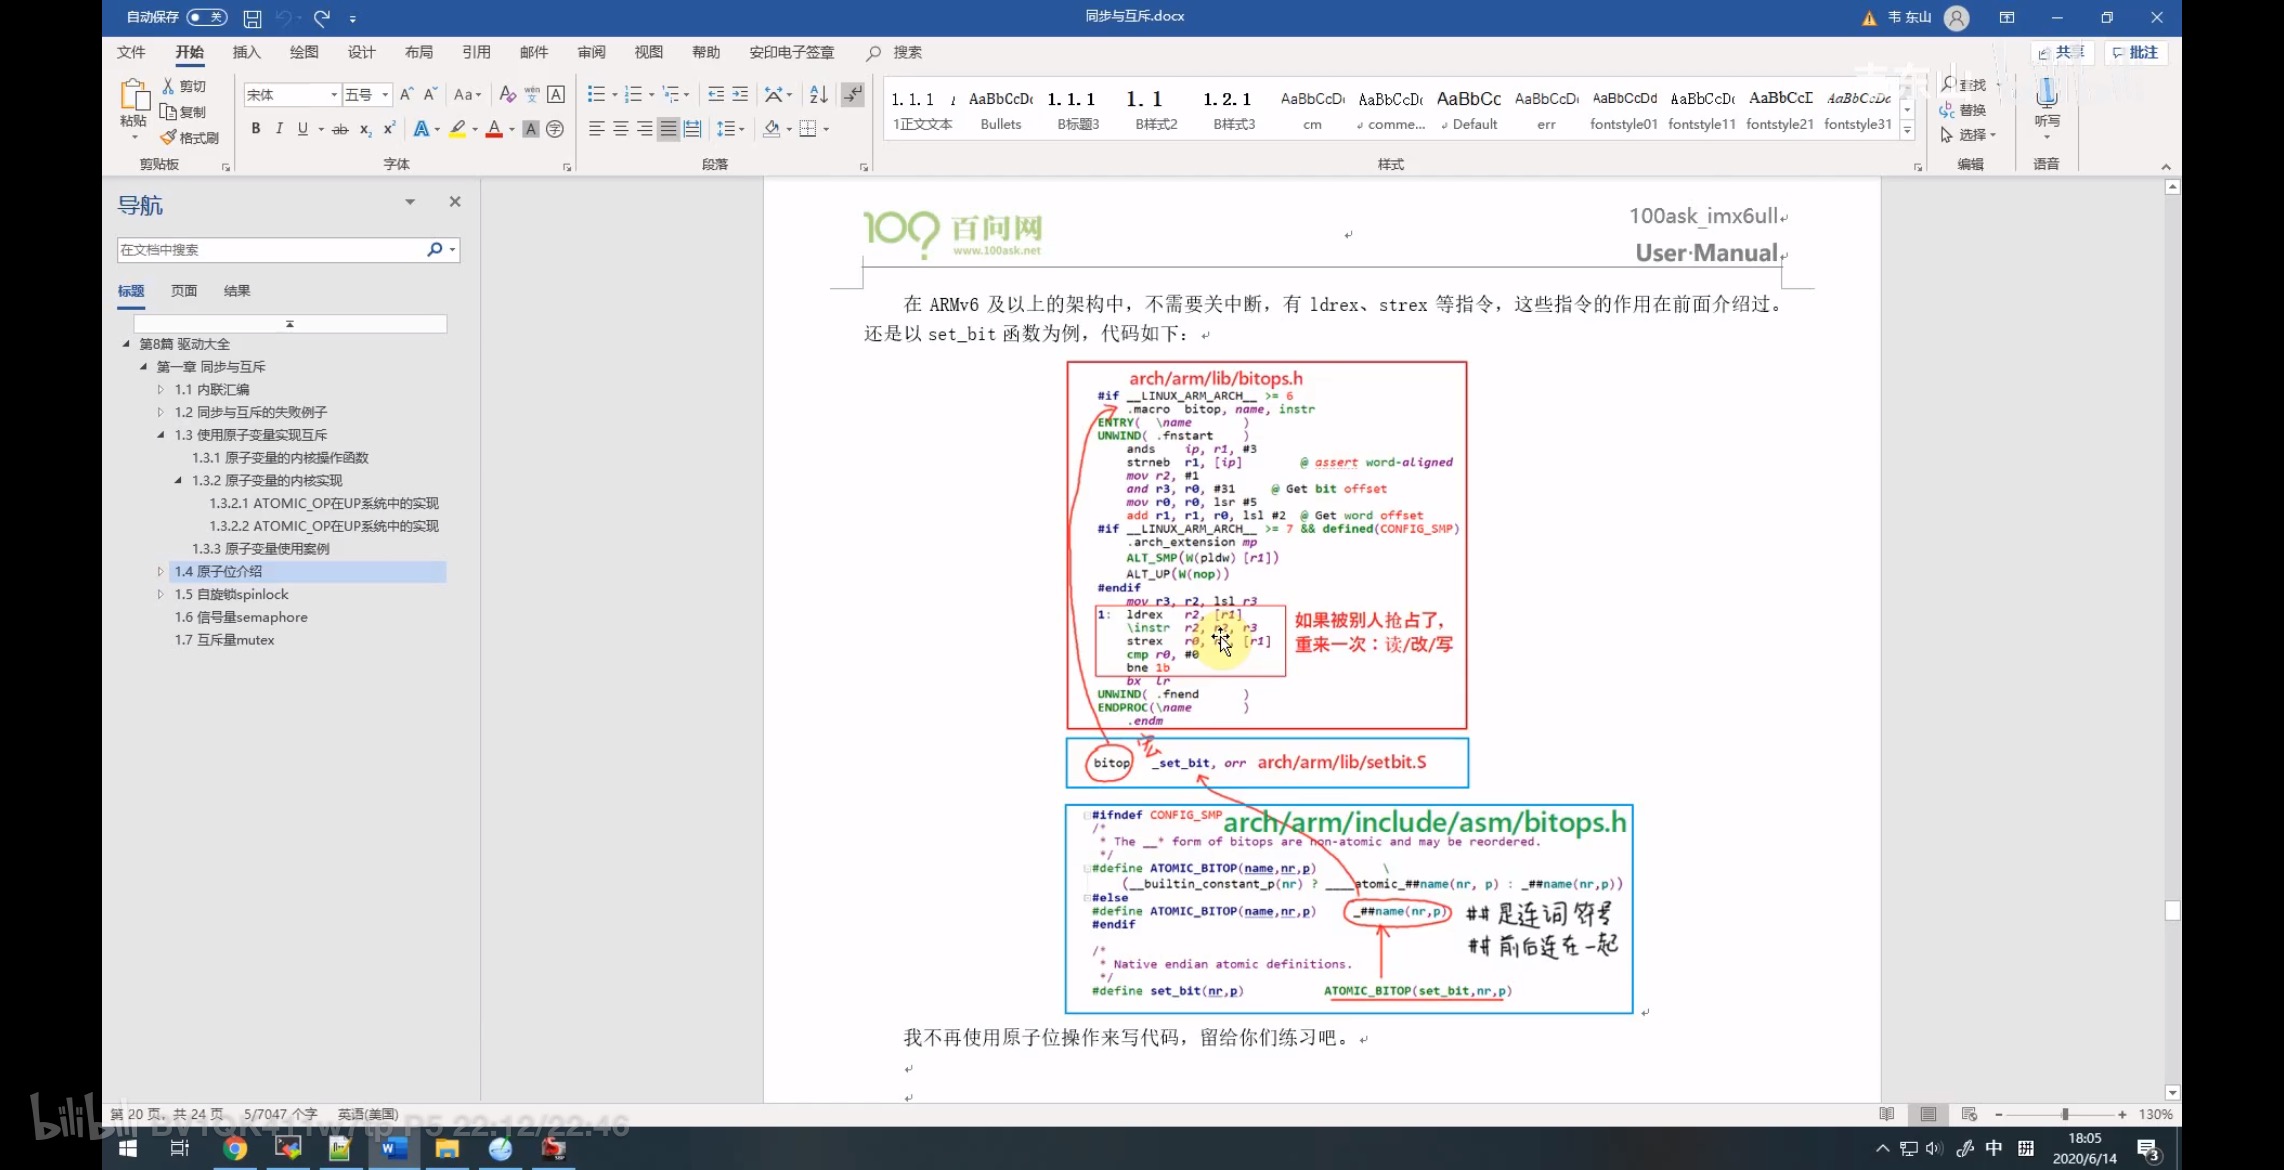 自动保存 关 同步与互斥.docx 韦 东山
文件 开始 插入 绘图 设计 布局 引用 邮件 审阅 视图 帮助 安印电子签章 搜索 共享 批注
粘贴 剪切 复制 格式刷 剪贴板
宋体 五号 字体
段落
1.1.1 AaBbCcDc 1.1.1 1.1 1.2.1 AaBbCcDı AaBbCcDc AaBbCc AaBbCcDı AaBbCcDd AaBbCcDc AaBbCcD AaBbCcDc
1正文文本 Bullets B标题3 B样式2 B样式3 cm comme... Default err fontstyle01 fontstyle11 fontstyle21 fontstyle31
样式
查找 替换 选择 编辑
听写 语音
导航
在文档中搜索
标题 页面 结果
第8篇 驱动大全
第一章 同步与互斥
1.1 内联汇编
1.2 同步与互斥的失败例子
1.3 使用原子变量实现互斥
1.3.1 原子变量的内核操作函数
1.3.2 原子变量的内核实现
1.3.2.1 ATOMIC_OP在UP系统中的实现
1.3.2.2 ATOMIC_OP在UP系统中的实现
1.3.3 原子变量使用案例
1.4 原子位介绍
1.5 自旋锁spinlock
1.6 信号量semaphore
1.7 互斥量mutex
100 百问网
www.100ask.net
100ask_imx6ull
User·Manual
在 ARMv6 及以上的架构中，不需要关中断，有 ldrex、strex 等指令，这些指令的作用在前面介绍过。
还是以 set_bit 函数为例，代码如下：
arch/arm/lib/bitops.h
#if __LINUX_ARM_ARCH__ >= 6
.macro bitop, name, instr
ENTRY( \name )
UNWIND( .fnstart )
ands ip, r1, #3
strneb r1, [ip] @ assert word-aligned
mov r2, #1
and r3, r0, #31 @ Get bit offset
mov r0, r0, lsr #5
add r1, r1, r0, lsl #2 @ Get word offset
#if __LINUX_ARM_ARCH__ >= 7 && defined(CONFIG_SMP)
.arch_extension mp
ALT_SMP(W(pldw) [r1])
ALT_UP(W(nop))
#endif
mov r3, r2, lsl r3
1: ldrex r2, [r1]
\instr r2, r2, r3
strex r0, [r1]
cmp r0, #0
bne 1b
bx lr
如果被别人抢占了，
重来一次：读/改/写
UNWIND( .fnend )
ENDPROC(\name )
.endm
bitop _set_bit, orr arch/arm/lib/setbit.S
#ifndef CONFIG_SMP arch/arm/include/asm/bitops.h
/*
* The __* form of bitops are non-atomic and may be reordered.
*/
#define ATOMIC_BITOP(name,nr,p) \
(__builtin_constant_p(nr) ? ____atomic_##name(nr, p) : _##name(nr,p))
#else
#define ATOMIC_BITOP(name,nr,p) _##name(nr,p)
#endif
## 是连词符号
## 前后连在一起
/*
* Native endian atomic definitions.
*/
#define set_bit(nr,p) ATOMIC_BITOP(set_bit,nr,p)
我不再使用原子位操作来写代码，留给你们练习吧。
第 20 页，共 24 页 5/7047 个字 英语(美国) 130%
bilibili P5 22:12/22:46
中 拼 18:05
2020/6/14 3